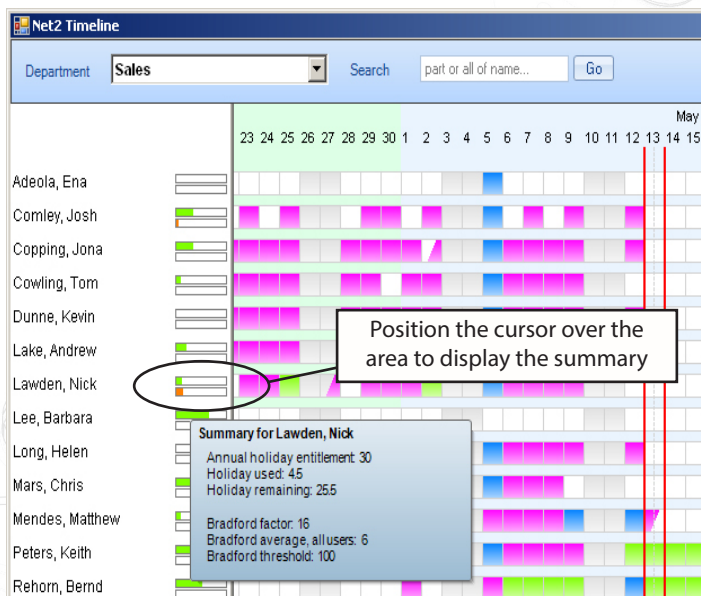 Net2 Timeline
Department Sales Search part or all of name... Go
May
23 24 25 26 27 28 29 30 1 2 3 4 5 6 7 8 9 10 11 12 13 14 15
Adeola, Ena
Comley, Josh
Copping, Jona
Cowling, Tom
Dunne, Kevin
Position the cursor over the
area to display the summary
Lake, Andrew
Lawden, Nick
Lee, Barbara
Summary for Lawden, Nick
Annual holiday entitlement: 30
Holiday used: 4.5
Holiday remaining: 25.5
Bradford factor: 16
Bradford average, all users: 6
Bradford threshold: 100
Long, Helen
Mars, Chris
Mendes, Matthew
Peters, Keith
Rehorn, Bernd